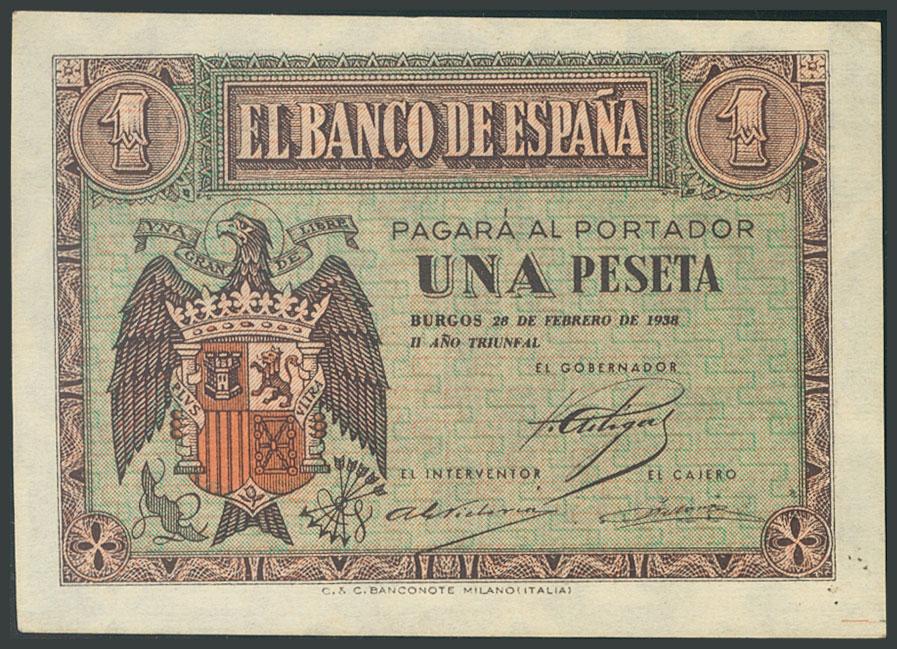 1 EL BANCO DE ESPAÑA 1
VNA GRANDE LIBRE
PAGARÁ AL PORTADOR
UNA PESETA
BURGOS 28 DE FEBRERO DE 1938
II AÑO TRIUNFAL
EL GOBERNADOR
PLVS VLTRA
EL INTERVENTOR EL CAJERO
C. & C. BANCONOTE MILANO (ITALIA)